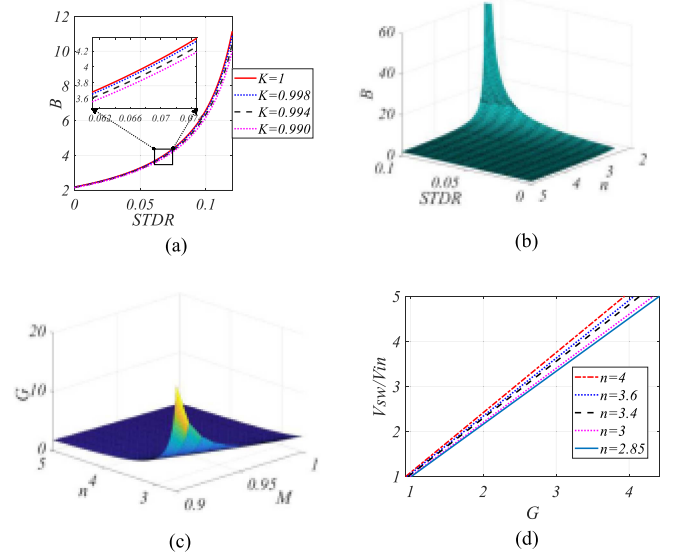 12
10
8
6
4
2
B
4.2
4
3.8
3.6
0.062 0.066 0.07
K=1
K=0.998
K=0.994
K=0.990
0 0.05 0.1
STDR
(a)
60
40
20
0
B
0.1 0.05 0
STDR
5 4 3 2
n
(b)
20
10
0
G
5 4 3
n
0.9 0.95 1
M
(c)
5
4
3
2
1
Vsw/Vin
n=4
n=3.6
n=3.4
n=3
n=2.85
1 2 3 4
G
(d)